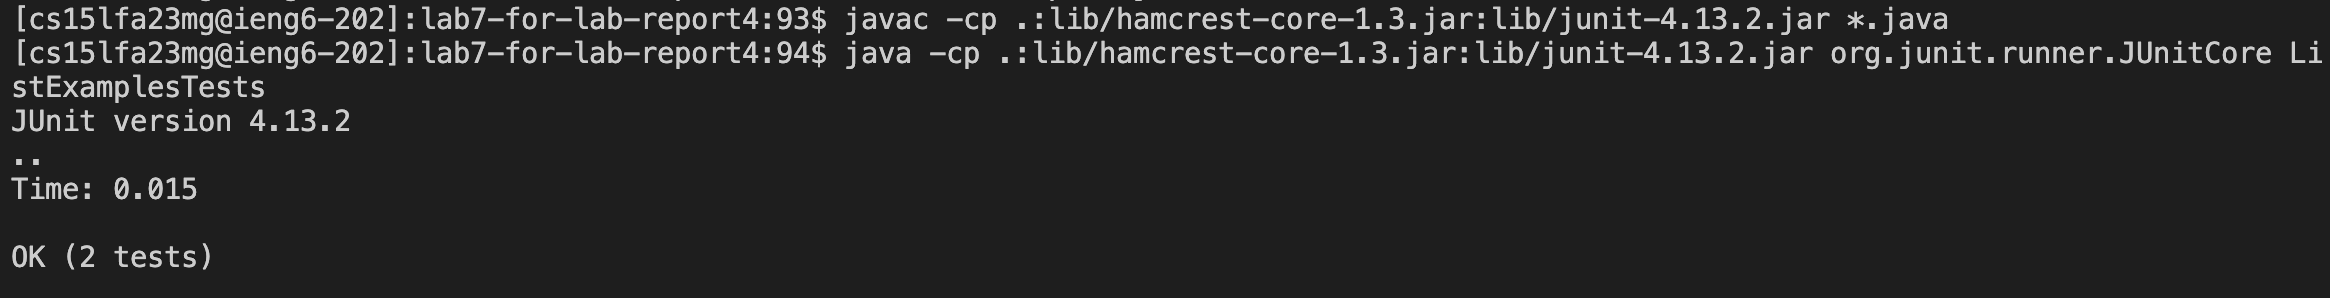 [cs15lfa23mg@ieng6-202]:lab7-for-lab-report4:93$ javac -cp .:lib/hamcrest-core-1.3.jar:lib/junit-4.13.2.jar *.java
[cs15lfa23mg@ieng6-202]:lab7-for-lab-report4:94$ java -cp .:lib/hamcrest-core-1.3.jar:lib/junit-4.13.2.jar org.junit.runner.JUnitCore Li
stExamplesTests
JUnit version 4.13.2
..
Time: 0.015
OK (2 tests)